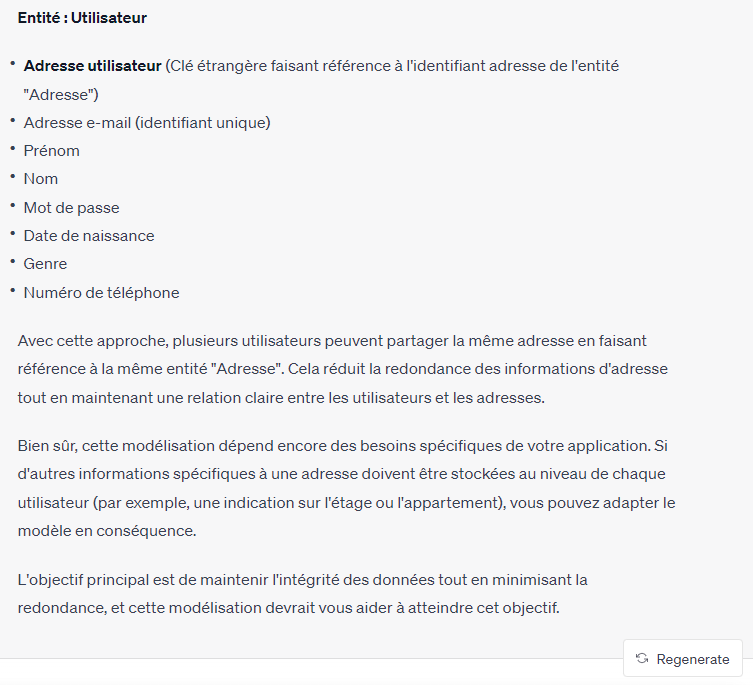 Entité : Utilisateur
• Adresse utilisateur (Clé étrangère faisant référence à l'identifiant adresse de l'entité
"Adresse")
• Adresse e-mail (identifiant unique)
• Prénom
• Nom
• Mot de passe
• Date de naissance
• Genre
• Numéro de téléphone
Avec cette approche, plusieurs utilisateurs peuvent partager la même adresse en faisant
référence à la même entité "Adresse". Cela réduit la redondance des informations d'adresse
tout en maintenant une relation claire entre les utilisateurs et les adresses.
Bien sûr, cette modélisation dépend encore des besoins spécifiques de votre application. Si
d'autres informations spécifiques à une adresse doivent être stockées au niveau de chaque
utilisateur (par exemple, une indication sur l'étage ou l'appartement), vous pouvez adapter le
modèle en conséquence.
L'objectif principal est de maintenir l'intégrité des données tout en minimisant la
redondance, et cette modélisation devrait vous aider à atteindre cet objectif.
Regenerate